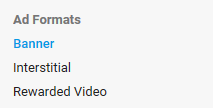 Ad Formats
Banner
Interstitial
Rewarded Video